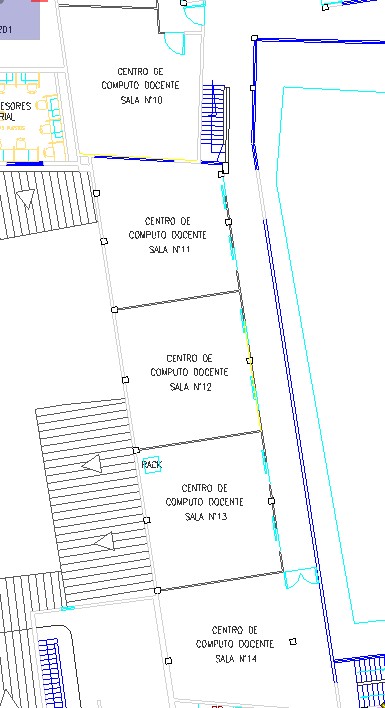 201
CENTRO DE
COMPUTO DOCENTE
SALA N°10
ESORES
RIAL
CENTRO DE
COMPUTO DOCENTE
SALA N°11
CENTRO DE
COMPUTO DOCENTE
SALA N°12
RACK
CENTRO DE
COMPUTO DOCENTE
SALA N°13
CENTRO DE
COMPUTO DOCENTE
SALA N°14